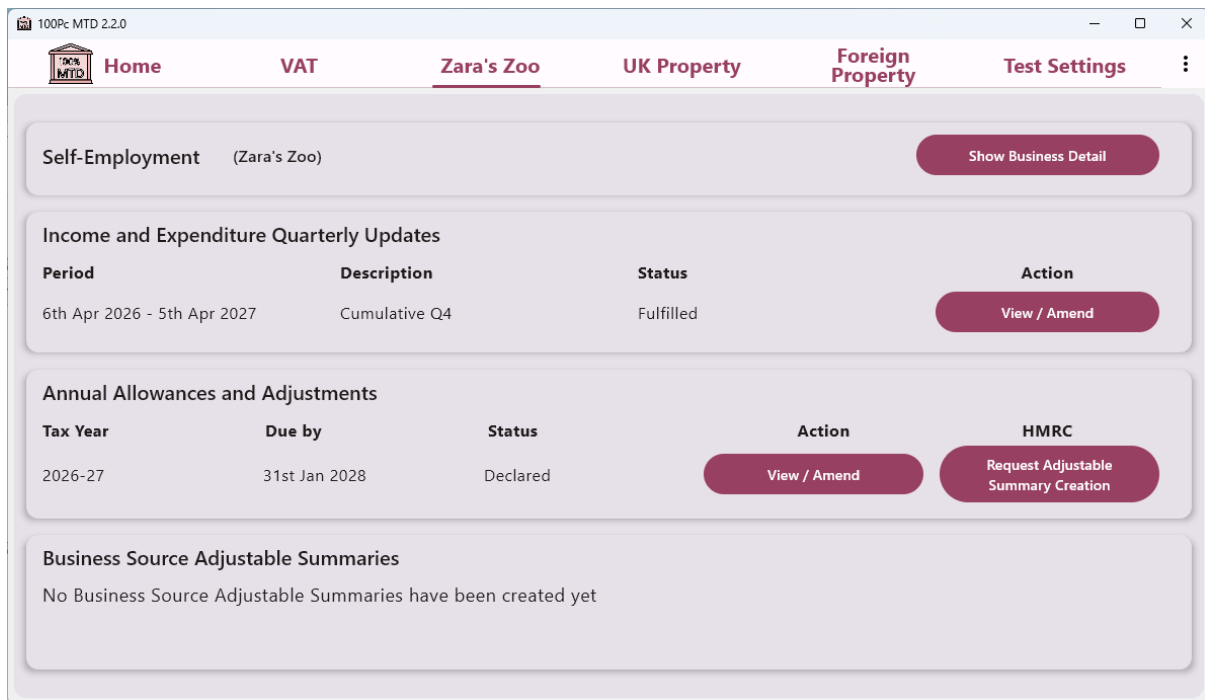 100Pc MTD 2.2.0
100%
MTD
Home
VAT
Zara's Zoo
UK Property
Foreign
Property
Test Settings
Self-Employment (Zara's Zoo)
Show Business Detail
Income and Expenditure Quarterly Updates
Period Description Status Action
6th Apr 2026 - 5th Apr 2027 Cumulative Q4 Fulfilled View / Amend
Annual Allowances and Adjustments
Tax Year Due by Status Action HMRC
2026-27 31st Jan 2028 Declared View / Amend
Request Adjustable
Summary Creation
Business Source Adjustable Summaries
No Business Source Adjustable Summaries have been created yet